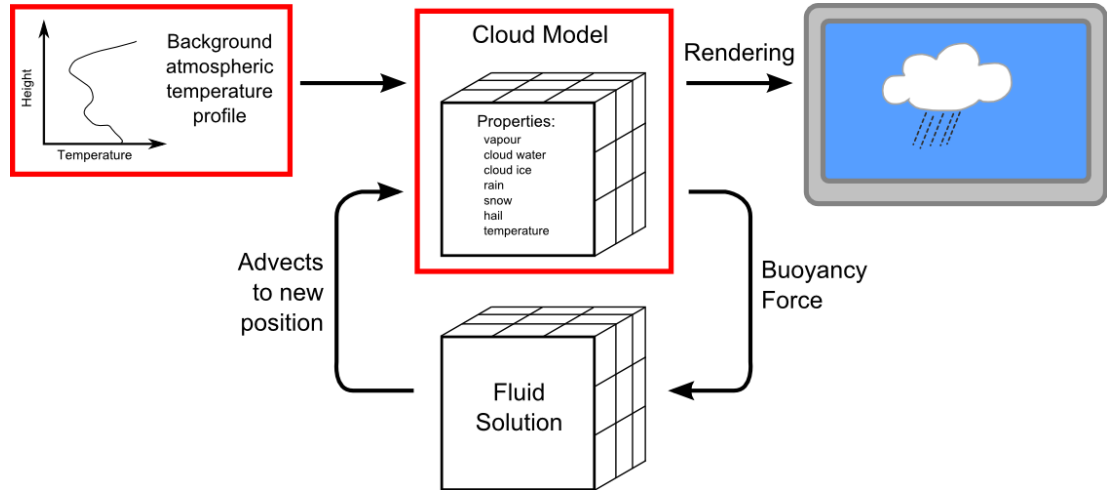 Height
Temperature
Background
atmospheric
temperature
profile
Cloud Model
Properties:
vapour
cloud water
cloud ice
rain
snow
hail
temperature
Rendering
Advects
to new
position
Buoyancy
Force
Fluid
Solution